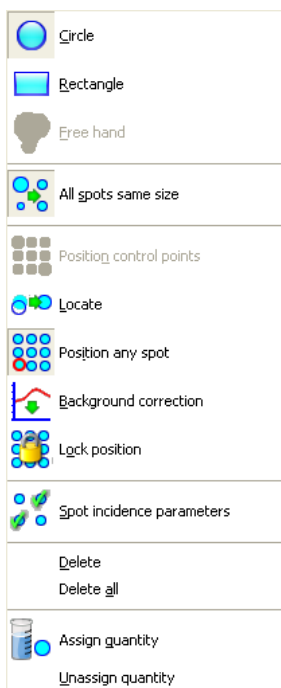 Circle
Rectangle
Free hand
All spots same size
Position control points
Locate
Position any spot
Background correction
Lock position
Spot incidence parameters
Delete
Delete all
Assign quantity
Unassign quantity